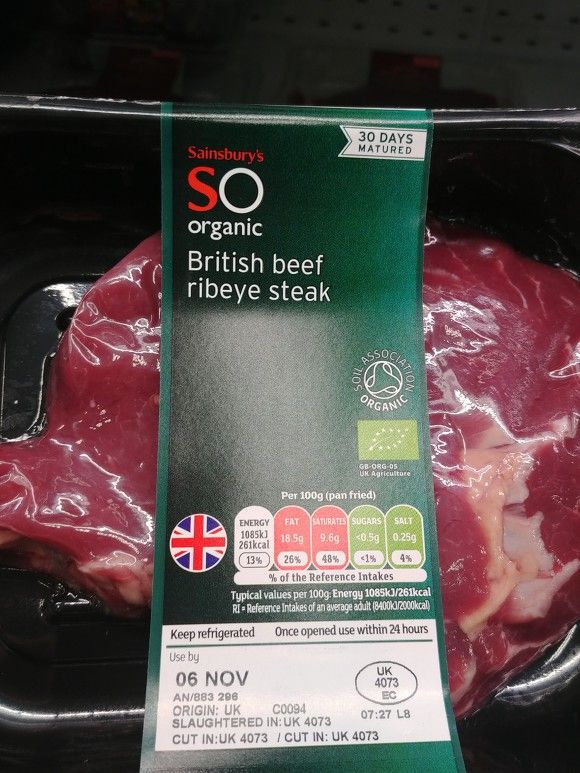 30 DAYS
MATURED
Sainsbury's
SO
organic
British beef
ribeye steak
SOIL ASSOCIATION
ORGANIC
GB-ORG-05
UK Agriculture
Per 100g (pan fried)
ENERGY FAT SATURATES SUGARS SALT
1085kJ 18.5g 9.6g <0.5g 0.25g
261kcal
13% 26% 48% <1% 4%
% of the Reference Intakes
Typical values per 100g: Energy 1085kJ/261kcal
RI = Reference Intakes of an average adult (8400kJ/2000kcal)
Keep refrigerated Once opened use within 24 hours
Use by
06 NOV
AN/883 296
ORIGIN: UK C0094
SLAUGHTERED IN: UK 4073
CUT IN:UK 4073 / CUT IN: UK 4073
UK
4073
EC
07:27 L8